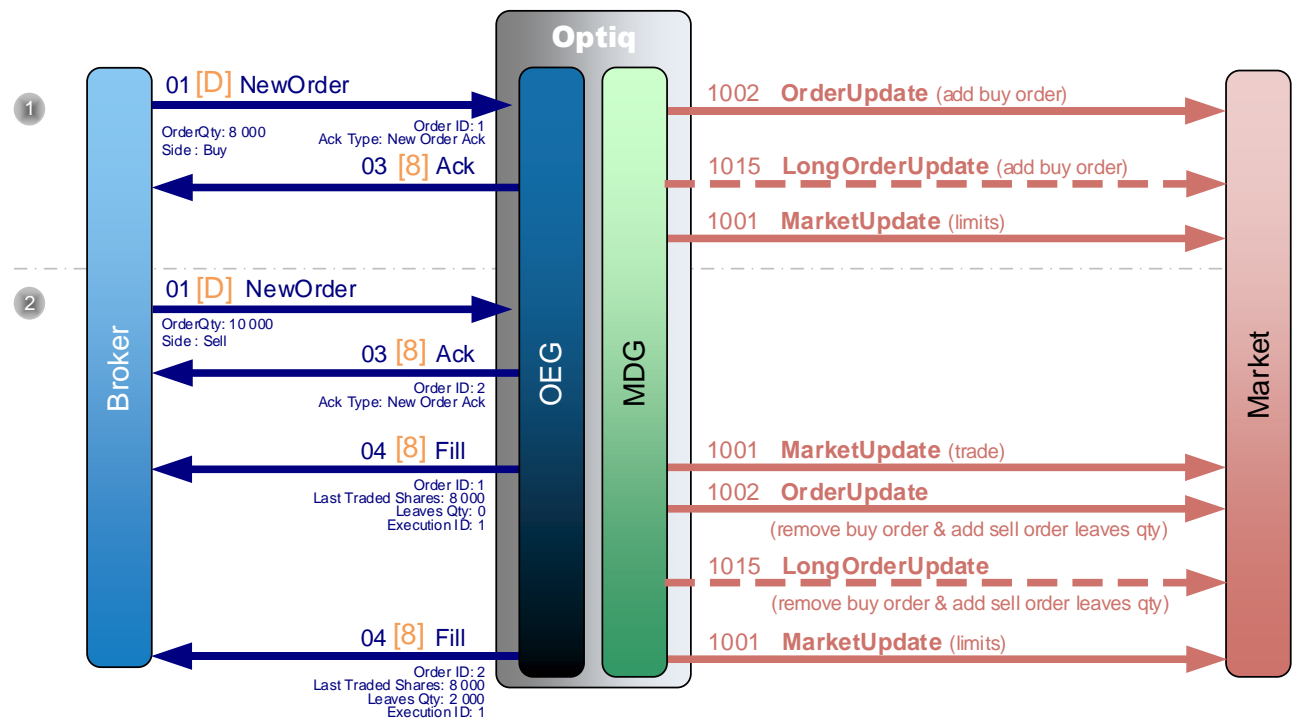 Optiq
1
01 [D] NewOrder
OrderQty: 8 000
Side : Buy
Order ID: 1
Ack Type: New Order Ack
03 [8] Ack
1002 OrderUpdate (add buy order)
1015 LongOrderUpdate (add buy order)
1001 MarketUpdate (limits)
2
01 [D] NewOrder
OrderQty: 10 000
Side : Sell
03 [8] Ack
Order ID: 2
Ack Type: New Order Ack
Broker
OEG
MDG
Market
04 [8] Fill
Order ID: 1
Last Traded Shares: 8 000
Leaves Qty: 0
Execution ID: 1
1001 MarketUpdate (trade)
1002 OrderUpdate
(remove buy order & add sell order leaves qty)
1015 LongOrderUpdate
(remove buy order & add sell order leaves qty)
04 [8] Fill
Order ID: 2
Last Traded Shares: 8 000
Leaves Qty: 2 000
Execution ID: 1
1001 MarketUpdate (limits)